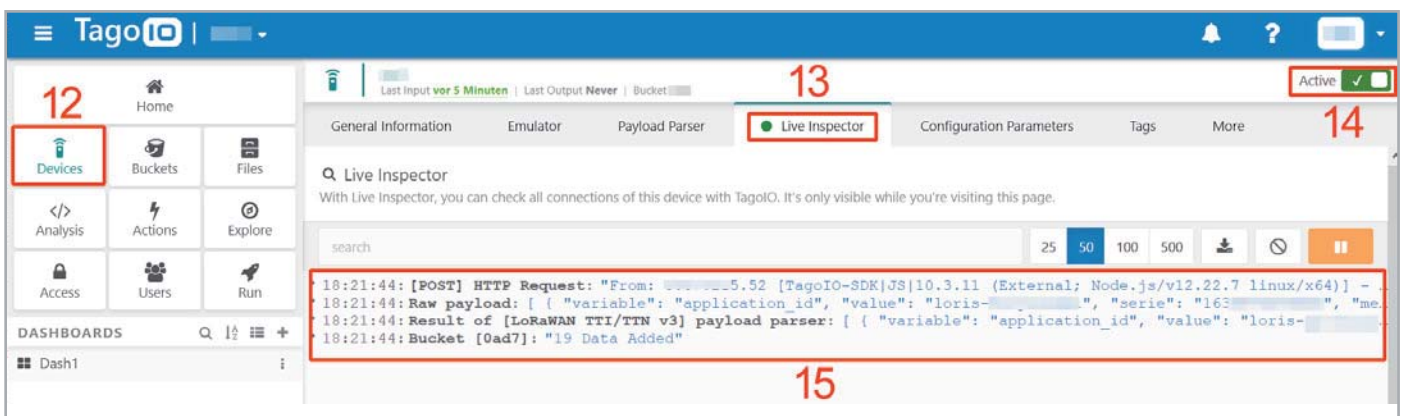 TagoIO
12
Home
Devices
Buckets
Files
Analysis
Actions
Explore
Access
Users
Run
DASHBOARDS
Dash1
13
Last Input vor 5 Minuten | Last Output Never | Bucket
Active
14
General Information Emulator Payload Parser Live Inspector Configuration Parameters Tags More
Live Inspector
With Live Inspector, you can check all connections of this device with TagoIO. It's only visible while you're visiting this page.
search 25 50 100 500
18:21:44: [POST] HTTP Request: "From: 5.52 [TagoIO-SDK|JS|10.3.11 (External; Node.js/v12.22.7 linux/x64)] - ..
18:21:44: Raw payload: [ { "variable": "application_id", "value": "loris- ", "serie": "163 ", "me…
18:21:44: Result of [LoRaWAN TTI/TTN v3] payload parser: [ { "variable": "application_id", "value": "loris- …
18:21:44: Bucket [0ad7]: "19 Data Added"
15